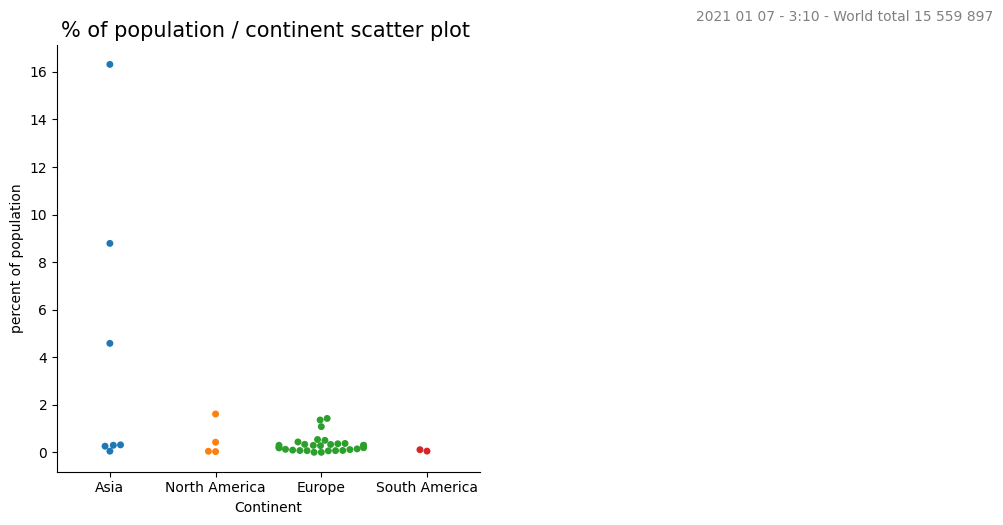 2021 01 07 - 3:10 - World total 15 559 897
% of population / continent scatter plot
percent of population
16
14
12
10
8
6
4
2
0
Asia North America Europe South America
Continent